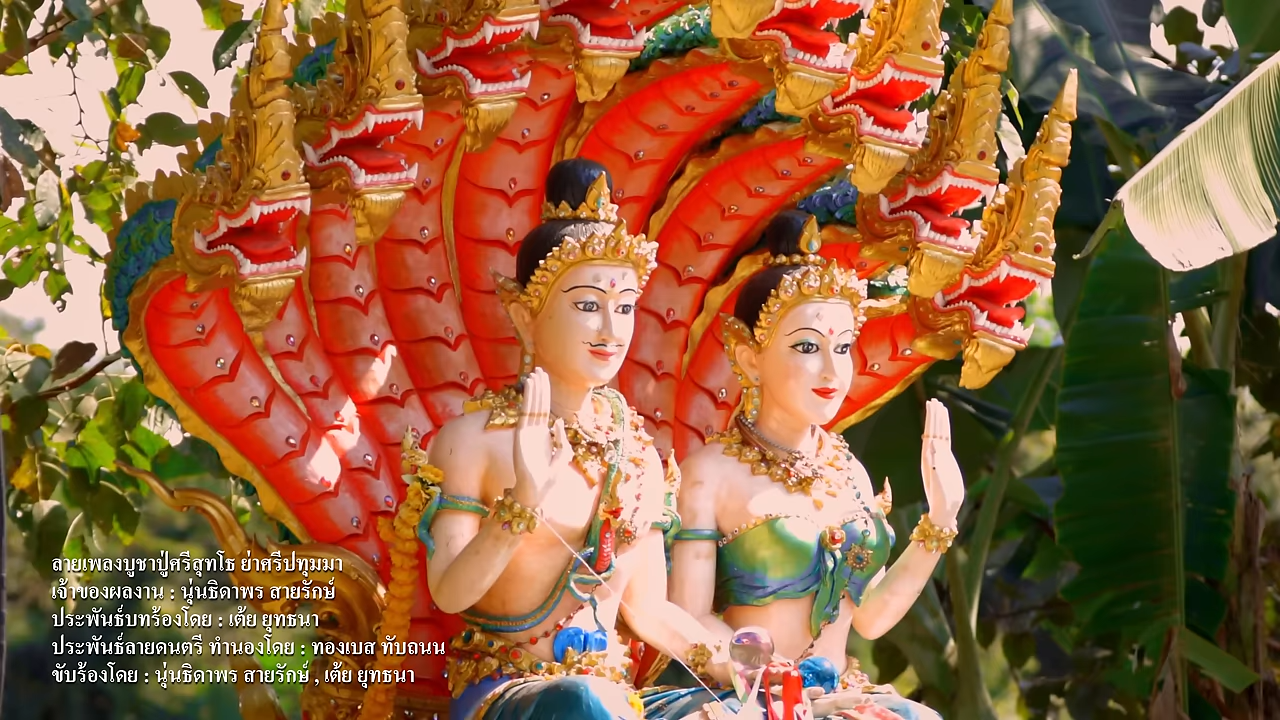 ลายเพลงบูชาปู่ศรีสุทโธ ย่าศรีปทุมมา
เจ้าของผลงาน : นุ่นธิดาพร สายรักษ์
ประพันธ์บทร้องโดย : เต้ย ยุทธนา
ประพันธ์ลายดนตรี ทำนองโดย : ทองเบส ทับถนน
ขับร้องโดย : นุ่นธิดาพร สายรักษ์ , เต้ย ยุทธนา